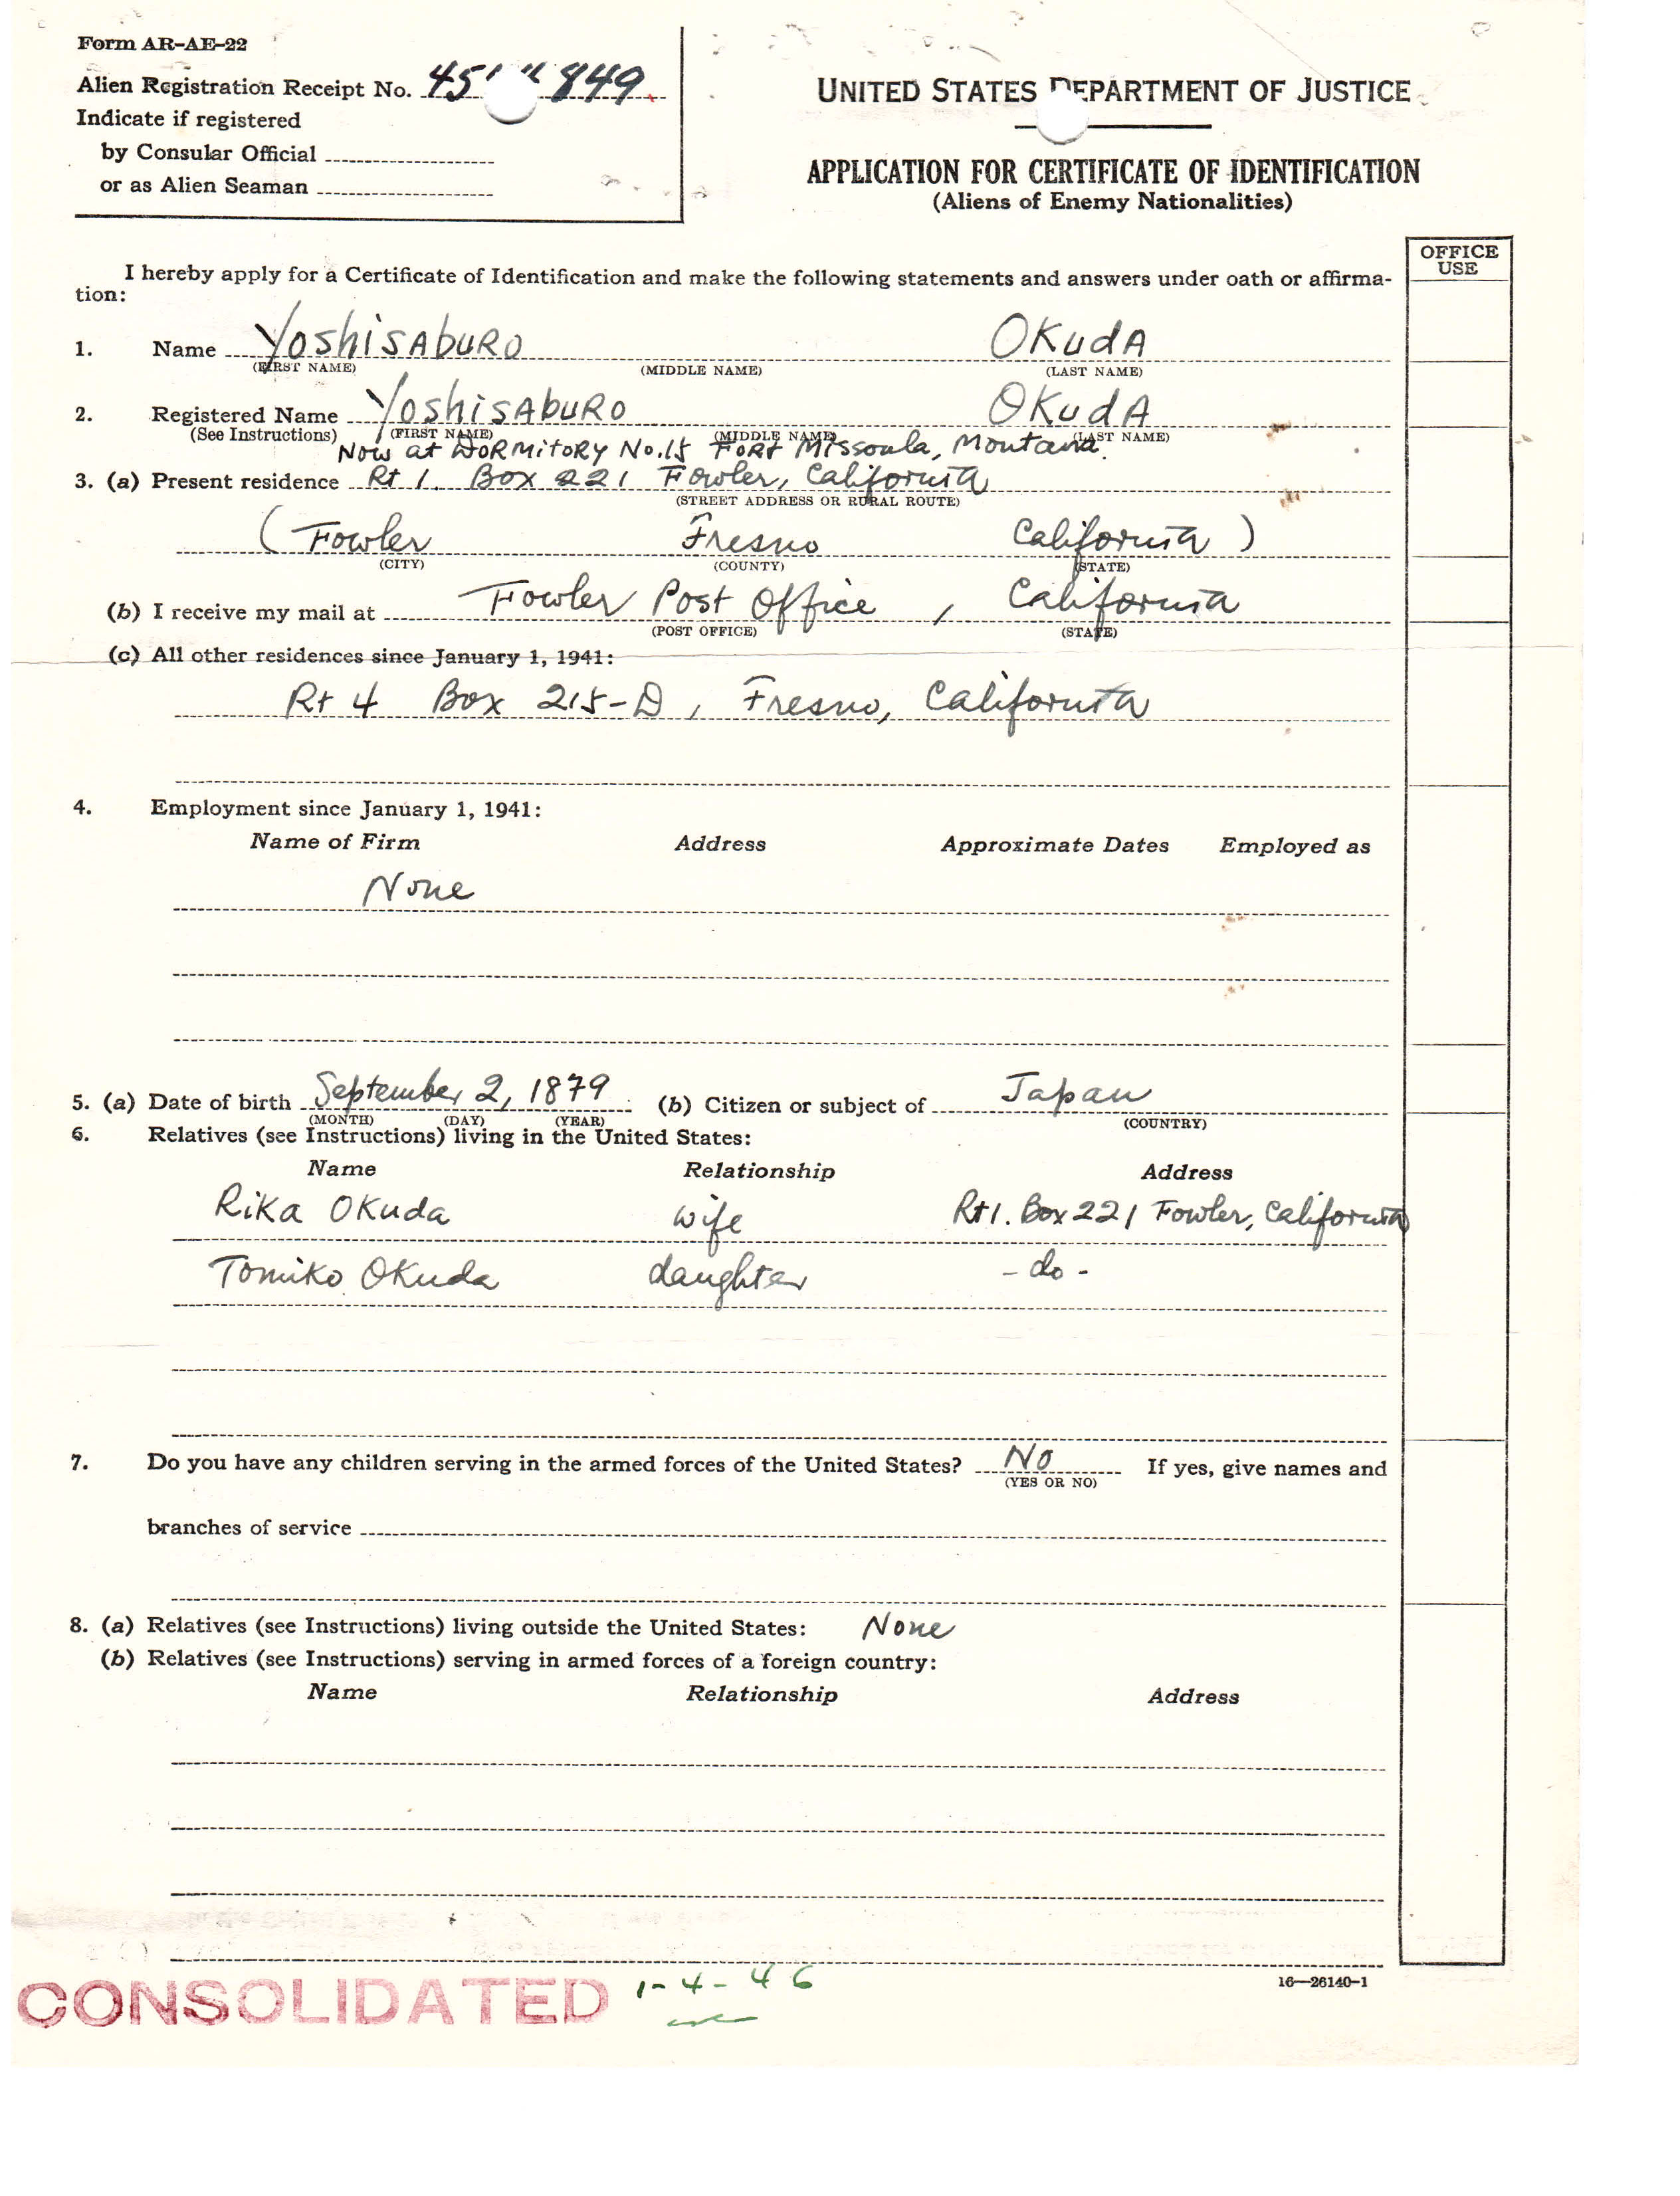 Form AR-AE-22
Alien Registration Receipt No. 45 849
Indicate if registered
by Consular Official
or as Alien Seaman
UNITED STATES DEPARTMENT OF JUSTICE
APPLICATION FOR CERTIFICATE OF IDENTIFICATION
(Aliens of Enemy Nationalities)
OFFICE
USE
I hereby apply for a Certificate of Identification and make the following statements and answers under oath or affirma-
tion:
1. Name Yoshisaburo Okuda
(FIRST NAME) (MIDDLE NAME) (LAST NAME)
2. Registered Name Yoshisaburo Okuda
(See Instructions) (FIRST NAME) (MIDDLE NAME) (LAST NAME)
Now at Dormitory No.15 Fort Missoula, Montana.
3. (a) Present residence Rt 1. Box 221 Fowler, California
(STREET ADDRESS OR RURAL ROUTE)
(Fowler Fresno California)
(CITY) (COUNTY) (STATE)
(b) I receive my mail at Fowler Post Office, California
(POST OFFICE) (STATE)
(c) All other residences since January 1, 1941:
Rt 4 Box 215-D, Fresno, California
4. Employment since January 1, 1941:
Name of Firm Address Approximate Dates Employed as
None
5. (a) Date of birth September 2, 1879 (b) Citizen or subject of Japan
(MONTH) (DAY) (YEAR) (COUNTRY)
6. Relatives (see Instructions) living in the United States:
Name Relationship Address
Rika Okuda wife Rt 1. Box 221 Fowler, California
Tomiko Okuda daughter - do -
7. Do you have any children serving in the armed forces of the United States? No If yes, give names and
(YES OR NO)
branches of service
8. (a) Relatives (see Instructions) living outside the United States: None
(b) Relatives (see Instructions) serving in armed forces of a foreign country:
Name Relationship Address
16—26140-1
CONSOLIDATED 1-4-46